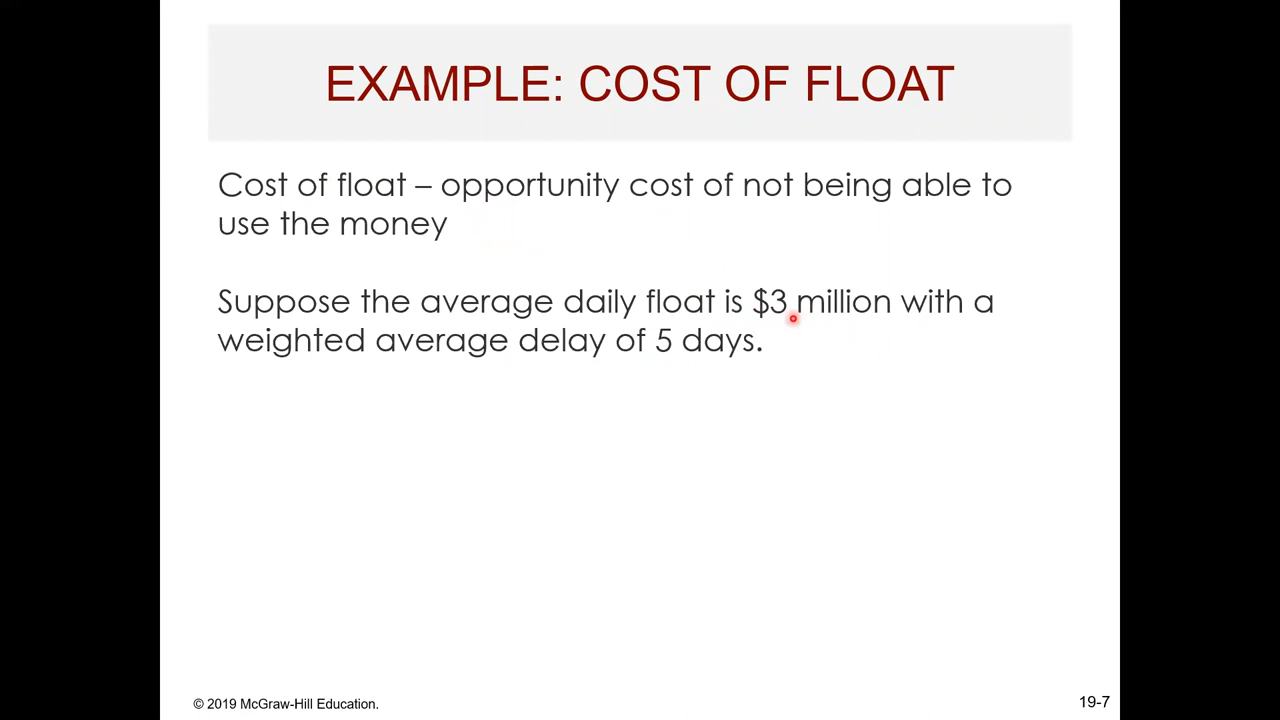 EXAMPLE: COST OF FLOAT
Cost of float – opportunity cost of not being able to
use the money
Suppose the average daily float is $3 million with a
weighted average delay of 5 days.
© 2019 McGraw-Hill Education.
19-7